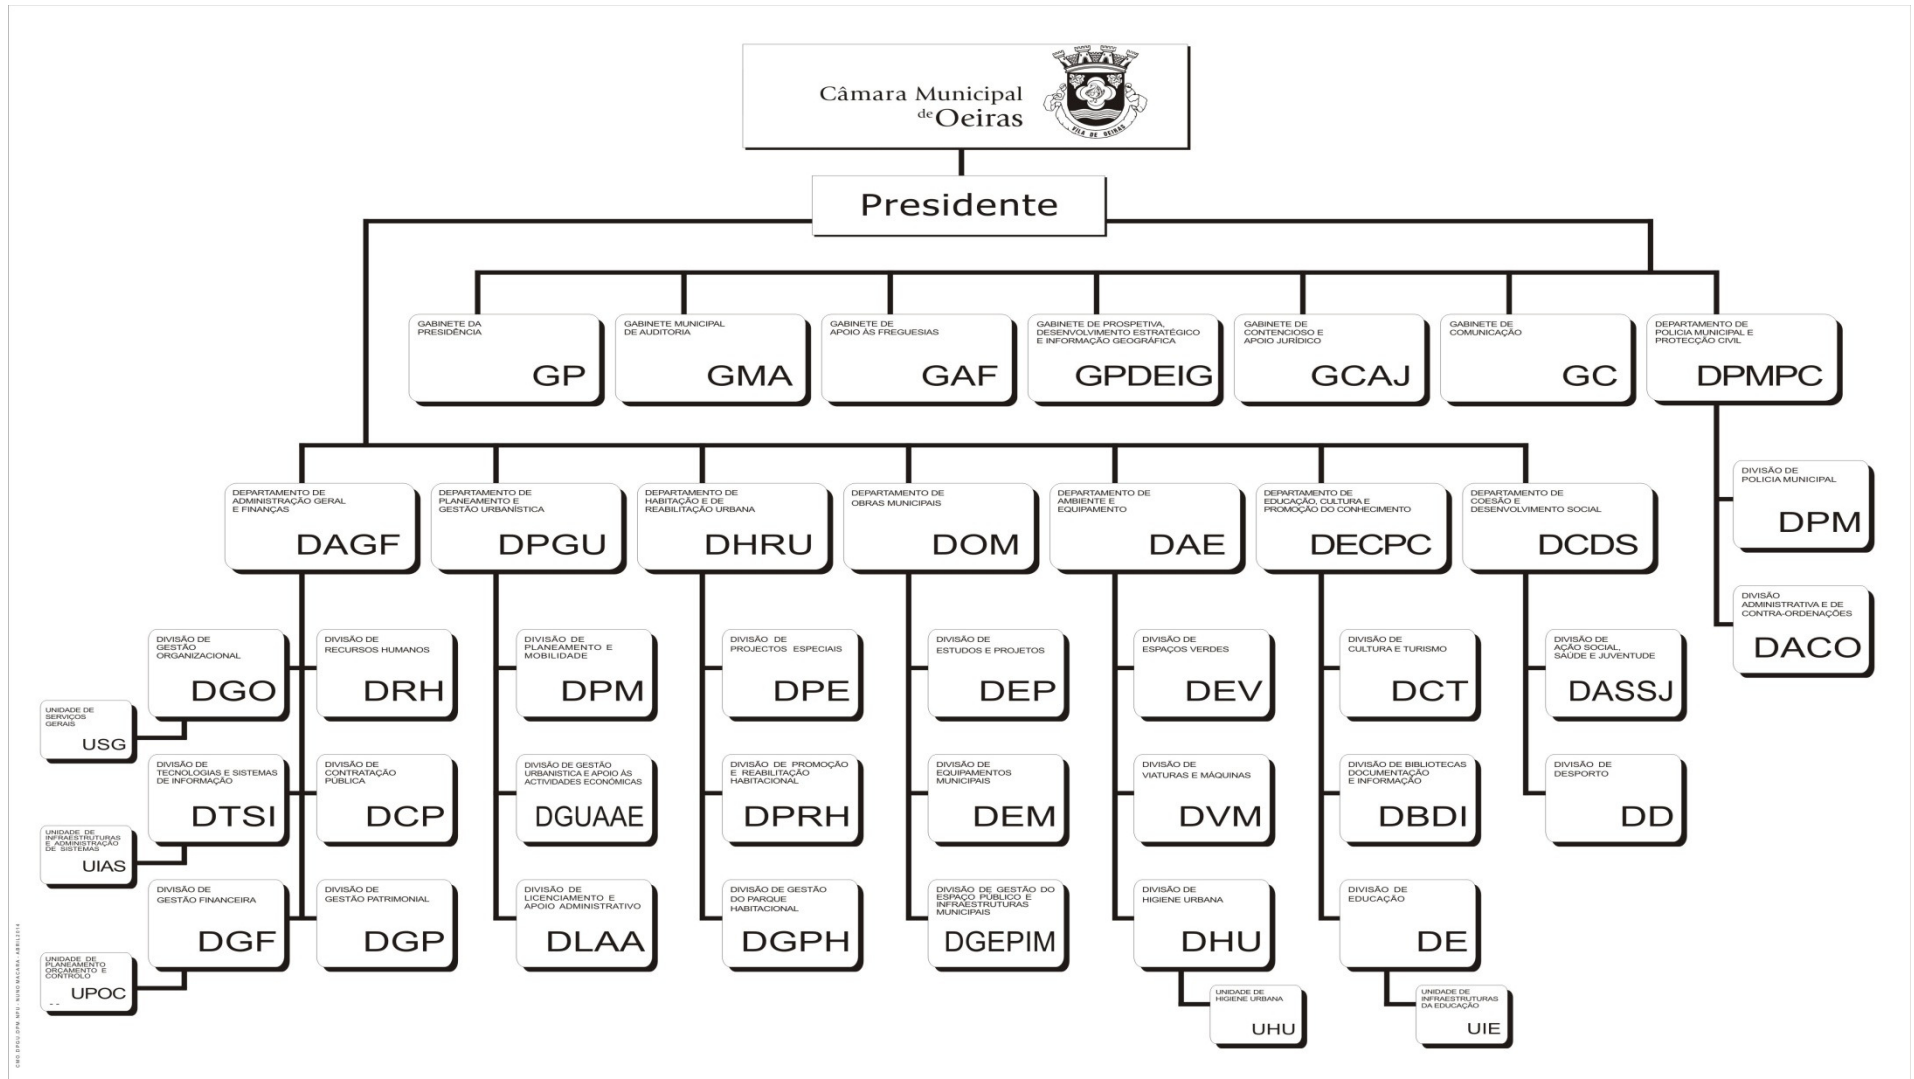 Câmara Municipal
de Oeiras
VILA DE OEIRAS
Presidente
GABINETE DA
PRESIDÊNCIA
GP
GABINETE MUNICIPAL
DE AUDITORIA
GMA
GABINETE DE
APOIO ÀS FREGUESIAS
GAF
GABINETE DE PROSPETIVA,
DESENVOLVIMENTO ESTRATÉGICO
E INFORMAÇÃO GEOGRÁFICA
GPDEIG
GABINETE DE
CONTENCIOSO E
APOIO JURÍDICO
GCAJ
GABINETE DE
COMUNICAÇÃO
GC
DEPARTAMENTO DE
POLICIA MUNICIPAL E
PROTECÇÃO CIVIL
DPMPC
DIVISÃO DE
POLICIA MUNICIPAL
DPM
DIVISÃO
ADMINISTRATIVA E DE
CONTRA-ORDENAÇÕES
DACO
DEPARTAMENTO DE
ADMINISTRAÇÃO GERAL
E FINANÇAS
DAGF
DEPARTAMENTO DE
PLANEAMENTO E
GESTÃO URBANÍSTICA
DPGU
DEPARTAMENTO DE
HABITAÇÃO E DE
REABILITAÇÃO URBANA
DHRU
DEPARTAMENTO DE
OBRAS MUNICIPAIS
DOM
DEPARTAMENTO DE
AMBIENTE E
EQUIPAMENTO
DAE
DEPARTAMENTO DE
EDUCAÇÃO, CULTURA E
PROMOÇÃO DO CONHECIMENTO
DECPC
DEPARTAMENTO DE
COESÃO E
DESENVOLVIMENTO SOCIAL
DCDS
DIVISÃO DE
GESTÃO
ORGANIZACIONAL
DGO
DIVISÃO DE
RECURSOS HUMANOS
DRH
DIVISÃO DE
PLANEAMENTO E
MOBILIDADE
DPM
DIVISÃO DE
PROJECTOS ESPECIAIS
DPE
DIVISÃO DE
ESTUDOS E PROJETOS
DEP
DIVISÃO DE
ESPAÇOS VERDES
DEV
DIVISÃO DE
CULTURA E TURISMO
DCT
DIVISÃO DE
AÇÃO SOCIAL,
SAÚDE E JUVENTUDE
DASSJ
UNIDADE DE
SERVIÇOS
GERAIS
USG
DIVISÃO DE
TECNOLOGIAS E SISTEMAS
DE INFORMAÇÃO
DTSI
DIVISÃO DE
CONTRATAÇÃO
PÚBLICA
DCP
DIVISÃO DE GESTÃO
URBANISTICA E APOIO ÀS
ACTIVIDADES ECONÓMICAS
DGUAAE
DIVISÃO DE PROMOÇÃO
E REABILITAÇÃO
HABITACIONAL
DPRH
DIVISÃO DE
EQUIPAMENTOS
MUNICIPAIS
DEM
DIVISÃO DE
VIATURAS E MÁQUINAS
DVM
DIVISÃO DE BIBLIOTECAS
DOCUMENTAÇÃO
E INFORMAÇÃO
DBDI
DIVISÃO DE
DESPORTO
DD
UNIDADE DE
INFRAESTRUTURAS
E ADMINISTRAÇÃO
DE SISTEMAS
UIAS
DIVISÃO DE
GESTÃO FINANCEIRA
DGF
DIVISÃO DE
GESTÃO PATRIMONIAL
DGP
DIVISÃO DE
LICENCIAMENTO E
APOIO ADMINISTRATIVO
DLAA
DIVISÃO DE GESTÃO
DO PARQUE
HABITACIONAL
DGPH
DIVISÃO DE GESTÃO DO
ESPAÇO PÚBLICO E
INFRAESTRUTURAS
MUNICIPAIS
DGEPIM
DIVISÃO DE
HIGIENE URBANA
DHU
DIVISÃO DE
EDUCAÇÃO
DE
UNIDADE DE
PLANEAMENTO
ORÇAMENTO E
CONTROLO
UPOC
UNIDADE DE
HIGIENE URBANA
UHU
UNIDADE DE
INFRAESTRUTURAS
DA EDUCAÇÃO
UIE
CMO.DPGU.DPM.NPU - NUNO MACARA - ABRIL2014